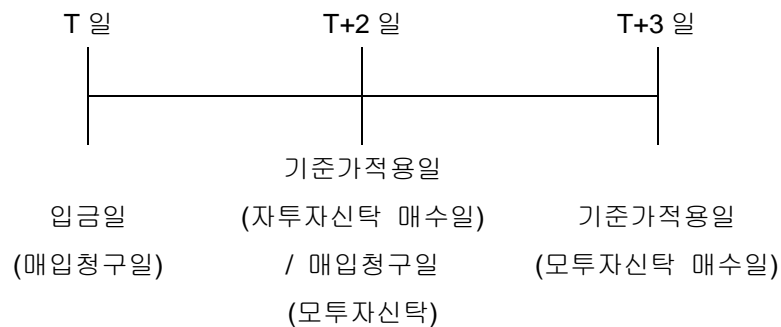 T 일 T+2 일 T+3 일
기준가적용일
입금일 (자투자신탁 매수일) 기준가적용일
(매입청구일) / 매입청구일 (모투자신탁 매수일)
(모투자신탁)